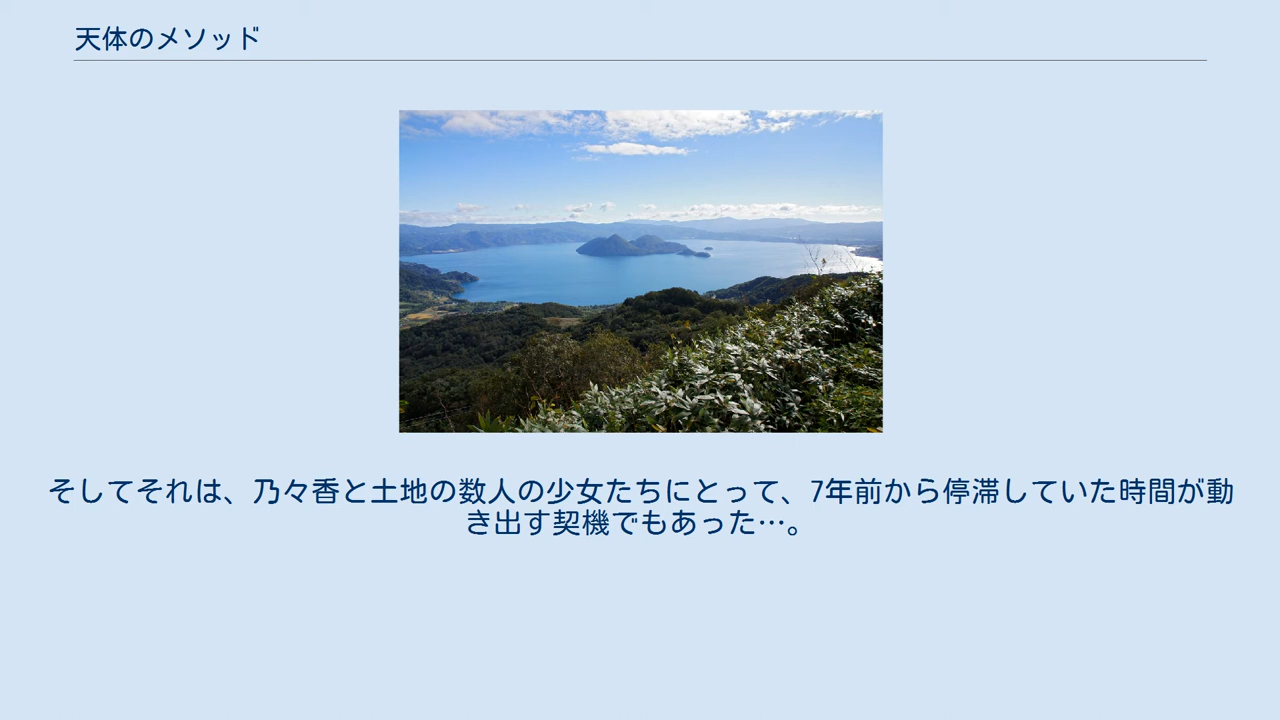 天体のメソッド
そしてそれは、乃々香と土地の数人の少女たちにとって、7年前から停滞していた時間が動
き出す契機でもあった…。